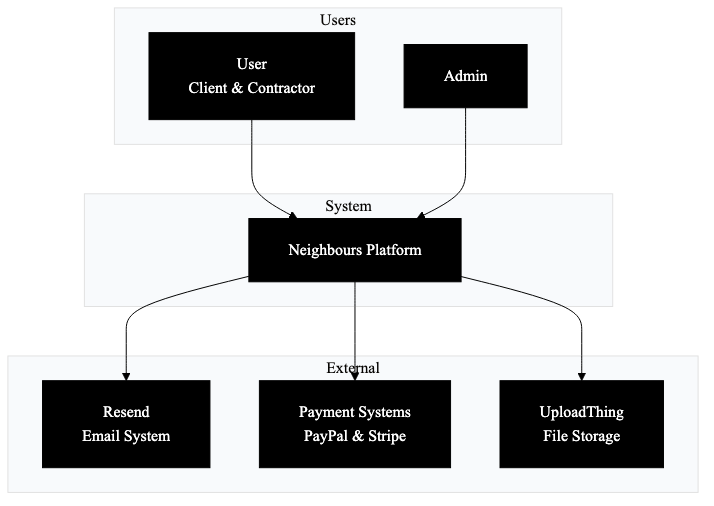 Users
User
Client & Contractor
Admin
System
Neighbours Platform
External
Resend
Email System
Payment Systems
PayPal & Stripe
UploadThing
File Storage